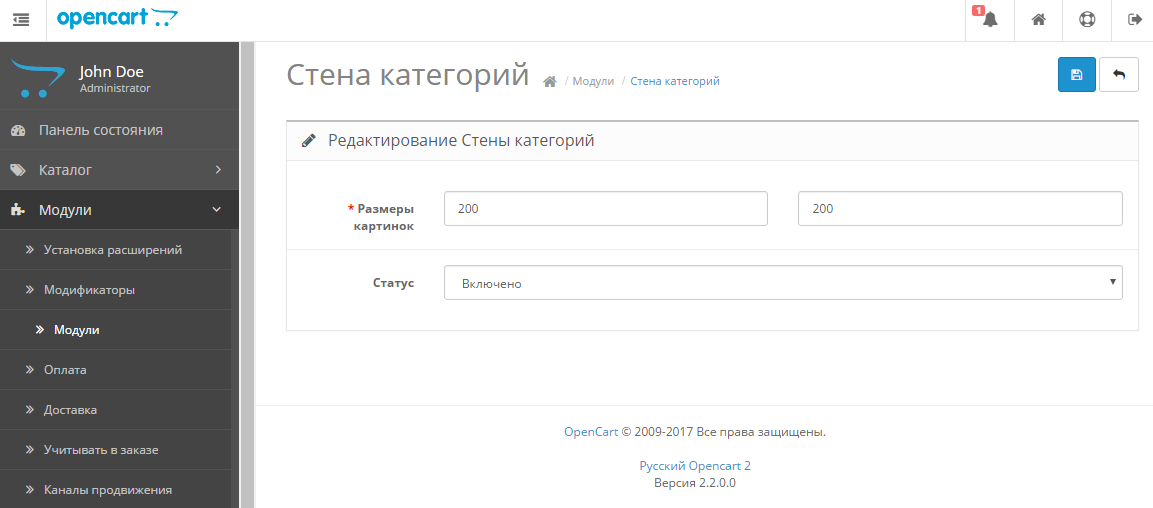 opencart
1
John Doe
Administrator
Панель состояния
Каталог
Модули
Установка расширений
Модификаторы
Модули
Оплата
Доставка
Учитывать в заказе
Каналы продвижения
Стена категорий / Модули / Стена категорий
Редактирование Стены категорий
* Размеры
картинок
200 200
Статус Включено
OpenCart © 2009-2017 Все права защищены.
Русский Opencart 2
Версия 2.2.0.0